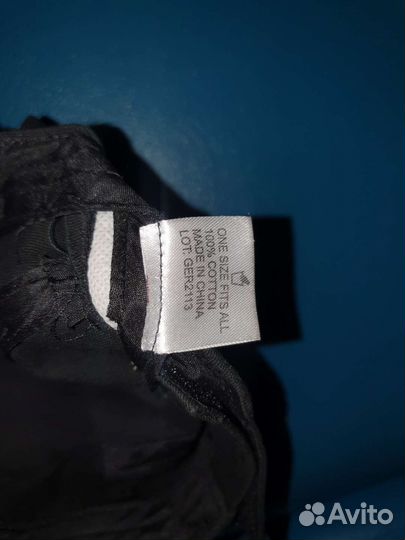 ONE SIZE FITS ALL
100% COTTON
MADE IN CHINA
LOT: GER2113
Avito